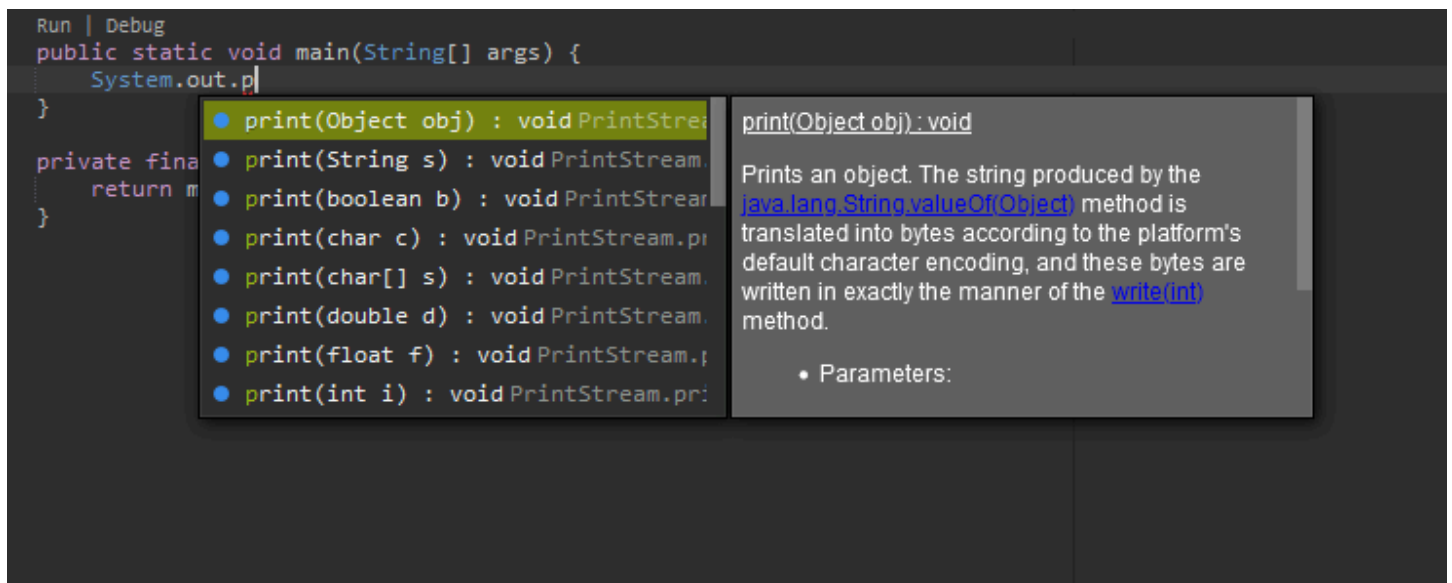 Run | Debug
public static void main(String[] args) {
System.out.p
}
private fina
return m
}
print(Object obj) : void PrintStrea
print(String s) : void PrintStream.
print(boolean b) : void PrintStrear
print(char c) : void PrintStream.pr
print(char[] s) : void PrintStream.
print(double d) : void PrintStream.
print(float f) : void PrintStream.p
print(int i) : void PrintStream.pri
print(Object obj) : void
Prints an object. The string produced by the
java.lang.String.valueOf(Object) method is
translated into bytes according to the platform's
default character encoding, and these bytes are
written in exactly the manner of the write(int)
method.
• Parameters: